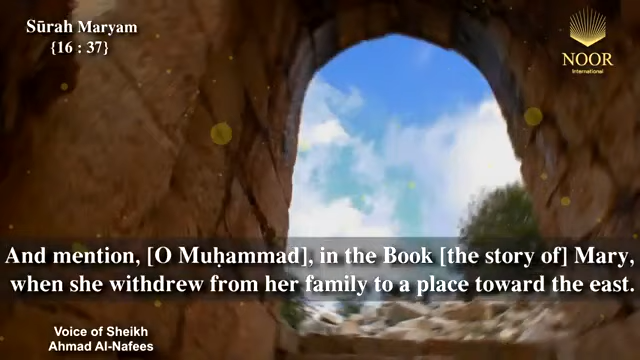 Sūrah Maryam
{16 : 37}
NOOR
International
And mention, [O Muḥammad], in the Book [the story of] Mary,
when she withdrew from her family to a place toward the east.
Voice of Sheikh
Ahmad Al-Nafees